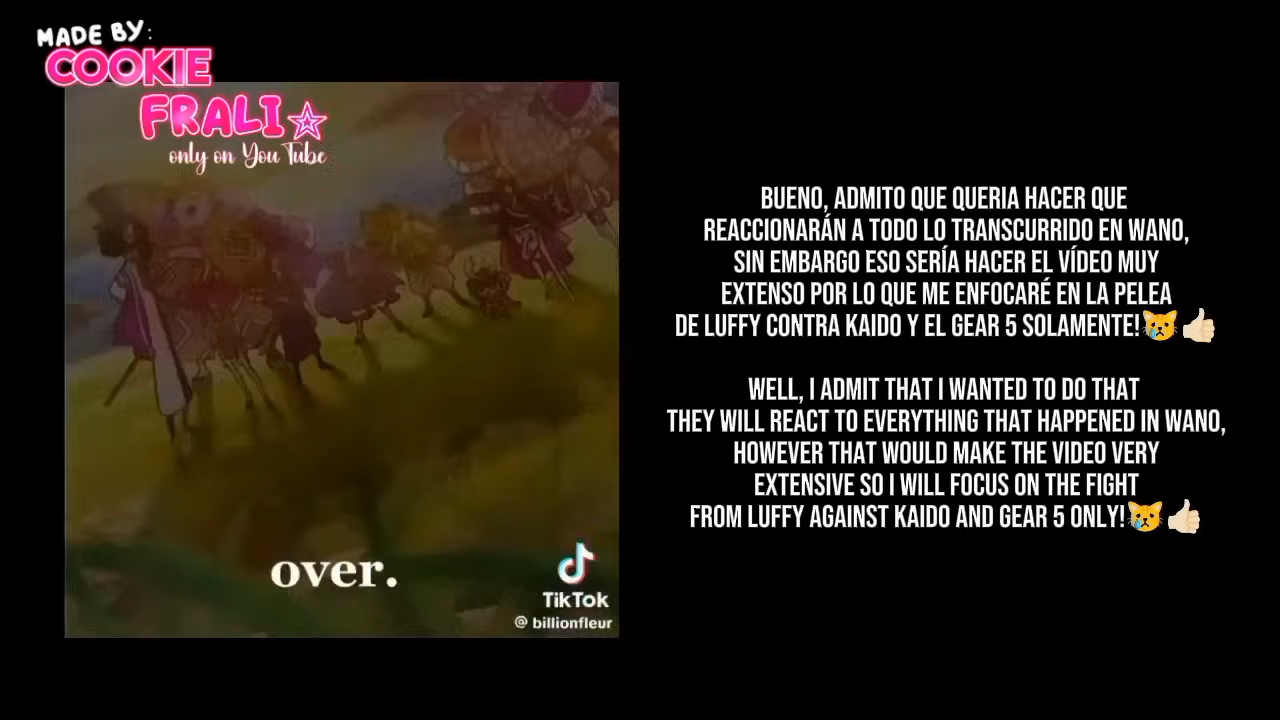 MADE BY:
COOKIE
FRALI
only on You Tube
BUENO, ADMITO QUE QUERIA HACER QUE
REACCIONARÁN A TODO LO TRANSCURRIDO EN WANO,
SIN EMBARGO ESO SERÍA HACER EL VÍDEO MUY
EXTENSO POR LO QUE ME ENFOCARÉ EN LA PELEA
DE LUFFY CONTRA KAIDO Y EL GEAR 5 SOLAMENTE!😿👍🏻
WELL, I ADMIT THAT I WANTED TO DO THAT
THEY WILL REACT TO EVERYTHING THAT HAPPENED IN WANO,
HOWEVER THAT WOULD MAKE THE VIDEO VERY
EXTENSIVE SO I WILL FOCUS ON THE FIGHT
FROM LUFFY AGAINST KAIDO AND GEAR 5 ONLY!😿👍🏻
over.
TikTok
@ billionfleur